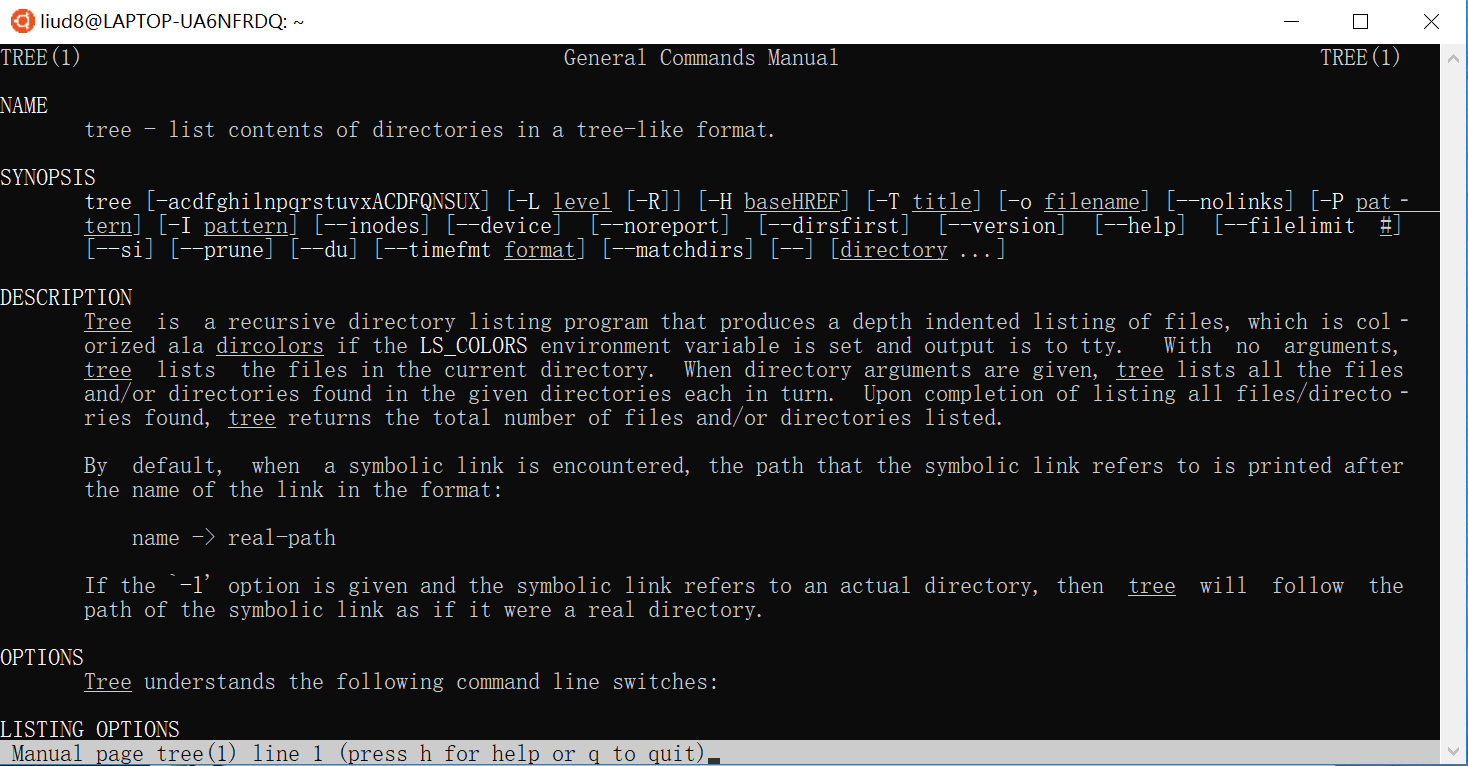 liud8@LAPTOP-UA6NFRDQ: ~
TREE(1) General Commands Manual TREE(1)
NAME
tree - list contents of directories in a tree-like format.
SYNOPSIS
tree [-acdfghilnpqrstuvxACDFQNSUX] [-L level [-R]] [-H baseHREF] [-T title] [-o filename] [--nolinks] [-P pat-
tern] [-I pattern] [--inodes] [--device] [--noreport] [--dirsfirst] [--version] [--help] [--filelimit #]
[--si] [--prune] [--du] [--timefmt format] [--matchdirs] [--] [directory ...]
DESCRIPTION
Tree is a recursive directory listing program that produces a depth indented listing of files, which is col-
orized ala dircolors if the LS_COLORS environment variable is set and output is to tty. With no arguments,
tree lists the files in the current directory. When directory arguments are given, tree lists all the files
and/or directories found in the given directories each in turn. Upon completion of listing all files/directo-
ries found, tree returns the total number of files and/or directories listed.
By default, when a symbolic link is encountered, the path that the symbolic link refers to is printed after
the name of the link in the format:
name -> real-path
If the `-l' option is given and the symbolic link refers to an actual directory, then tree will follow the
path of the symbolic link as if it were a real directory.
OPTIONS
Tree understands the following command line switches:
LISTING OPTIONS
Manual page tree(1) line 1 (press h for help or q to quit)